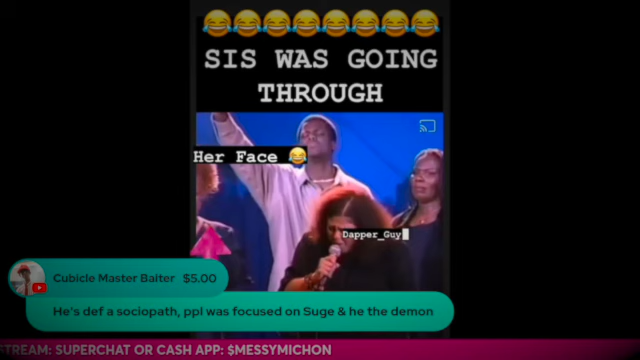 😂😂😂😂😂😂😂😂
SIS WAS GOING
THROUGH
Her Face 😂
Dapper_Guy
Cubicle Master Baiter $5.00
He's def a sociopath, ppl was focused on Suge & he the demon
STREAM: SUPERCHAT OR CASH APP: $MESSYMICHON